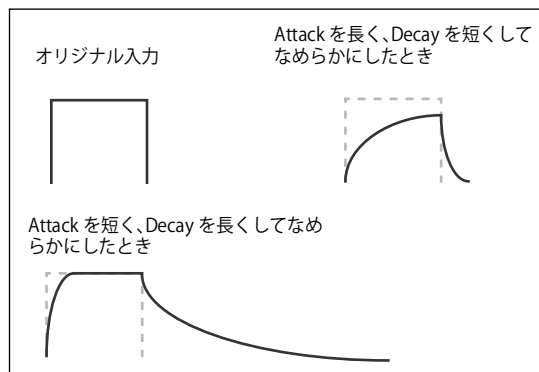 オリジナル入力
Attack を長く、Decay を短くして
なめらかにしたとき
Attack を短く、Decay を長くしてなめ
らかにしたとき